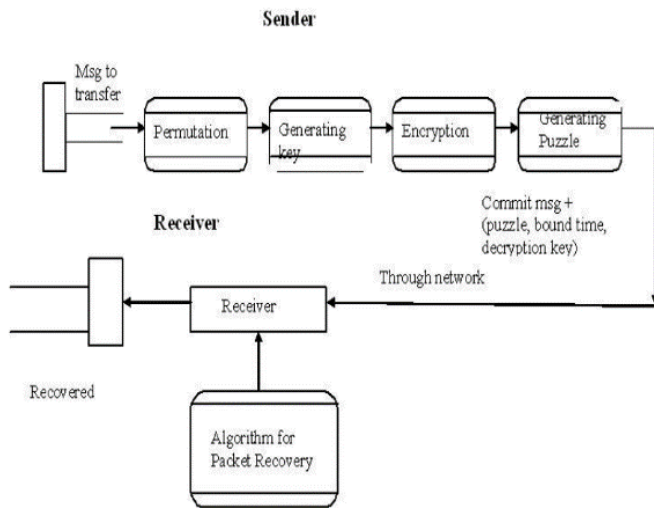 Sender
Msg to
transfer
Permutation
Generating
key
Encryption
Generating
Puzzle
Commit msg +
(puzzle, bound time,
decryption key)
Receiver
Through network
Receiver
Recovered
Algorithm for
Packet Recovery